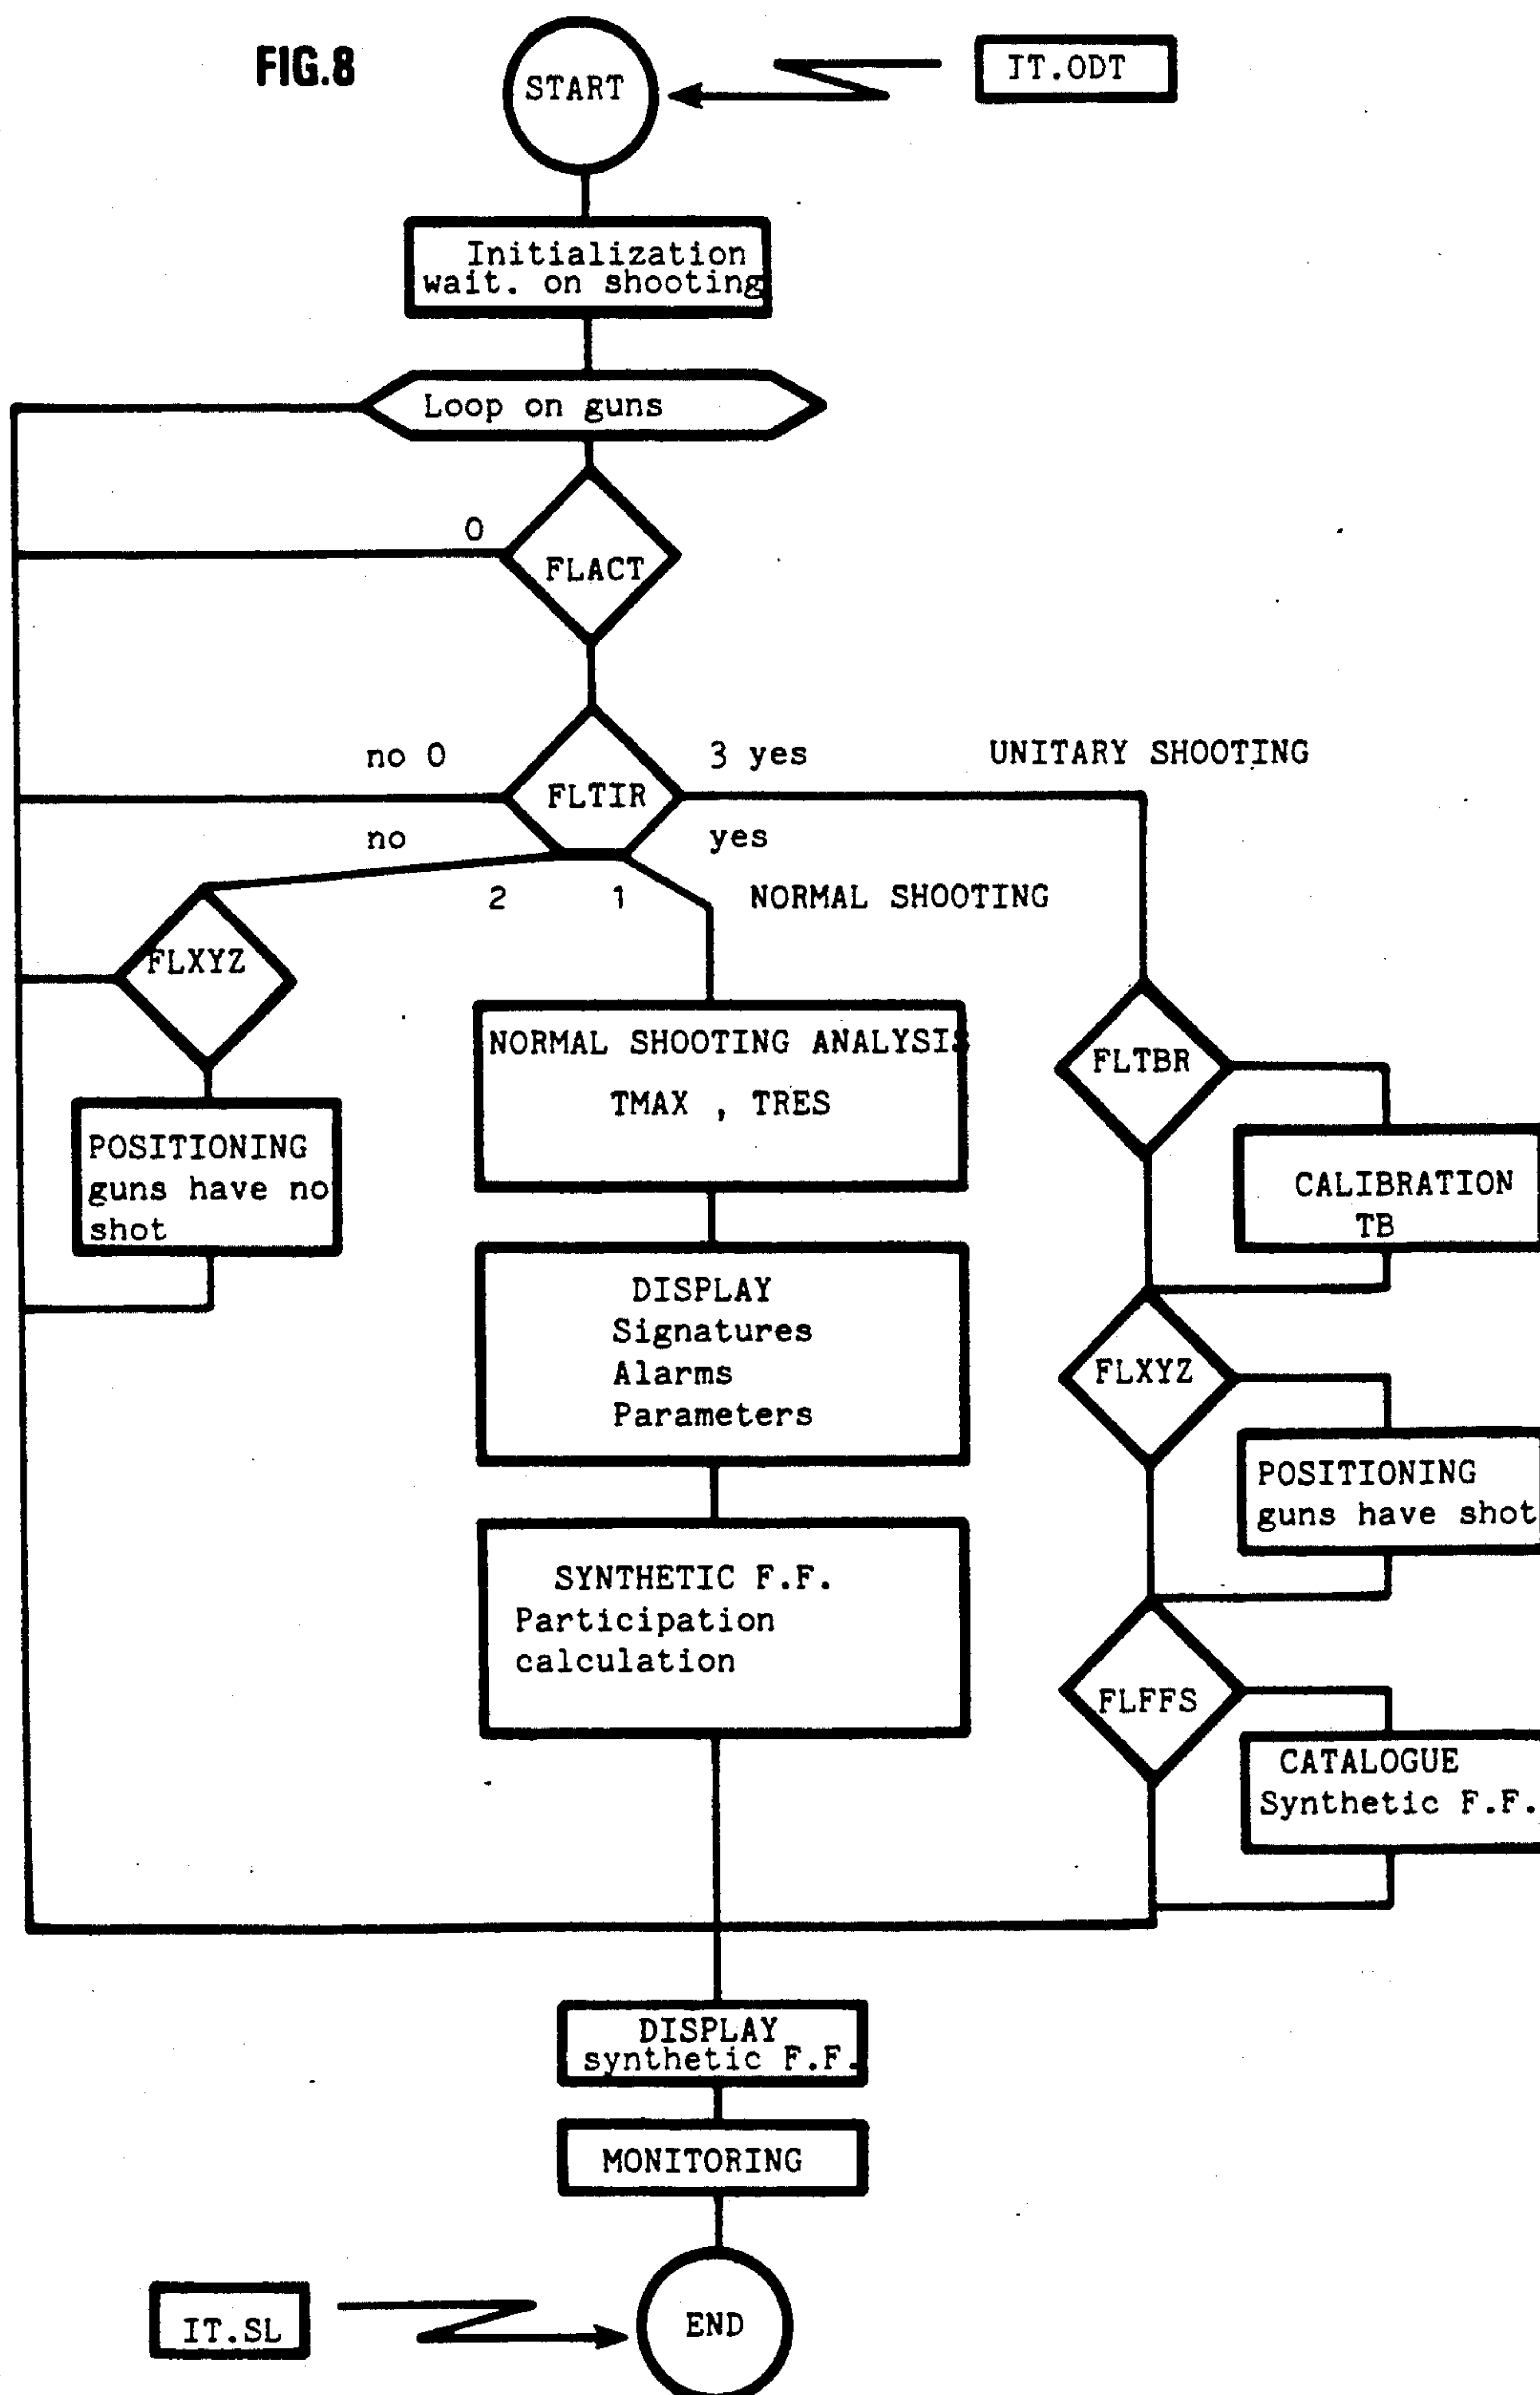 FIG.8
START
IT.ODT
Initialization
wait. on shooting
Loop on guns
0
FLACT
no 0
3 yes
UNITARY SHOOTING
FLTIR
no
yes
2
1
NORMAL SHOOTING
FLXYZ
NORMAL SHOOTING ANALYSIS
TMAX , TRES
FLTBR
POSITIONING
guns have no
shot
CALIBRATION
TB
DISPLAY
Signatures
Alarms
Parameters
FLXYZ
POSITIONING
guns have shot
SYNTHETIC F.F.
Participation
calculation
FLFFS
CATALOGUE
Synthetic F.F.
DISPLAY
synthetic F.F.
MONITORING
IT.SL
END